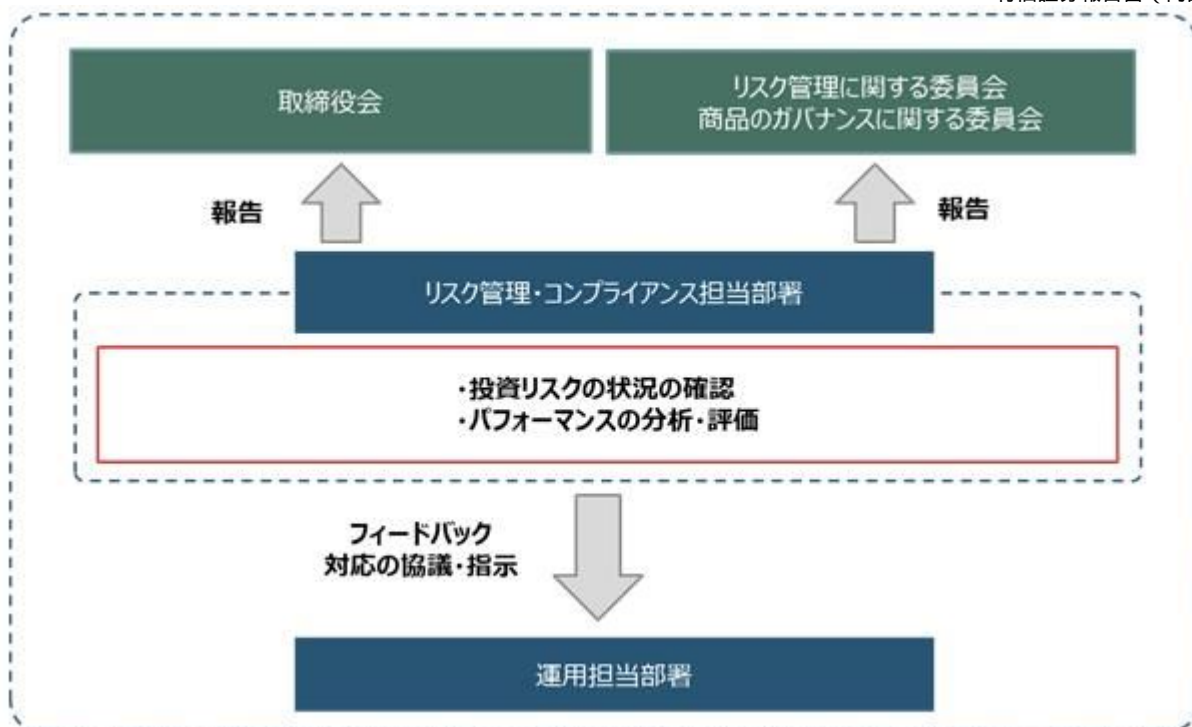 取締役会
リスク管理に関する委員会
商品のガバナンスに関する委員会
報告
報告
リスク管理・コンプライアンス担当部署
・投資リスクの状況の確認
・パフォーマンスの分析・評価
フィードバック
対応の協議・指示
運用担当部署